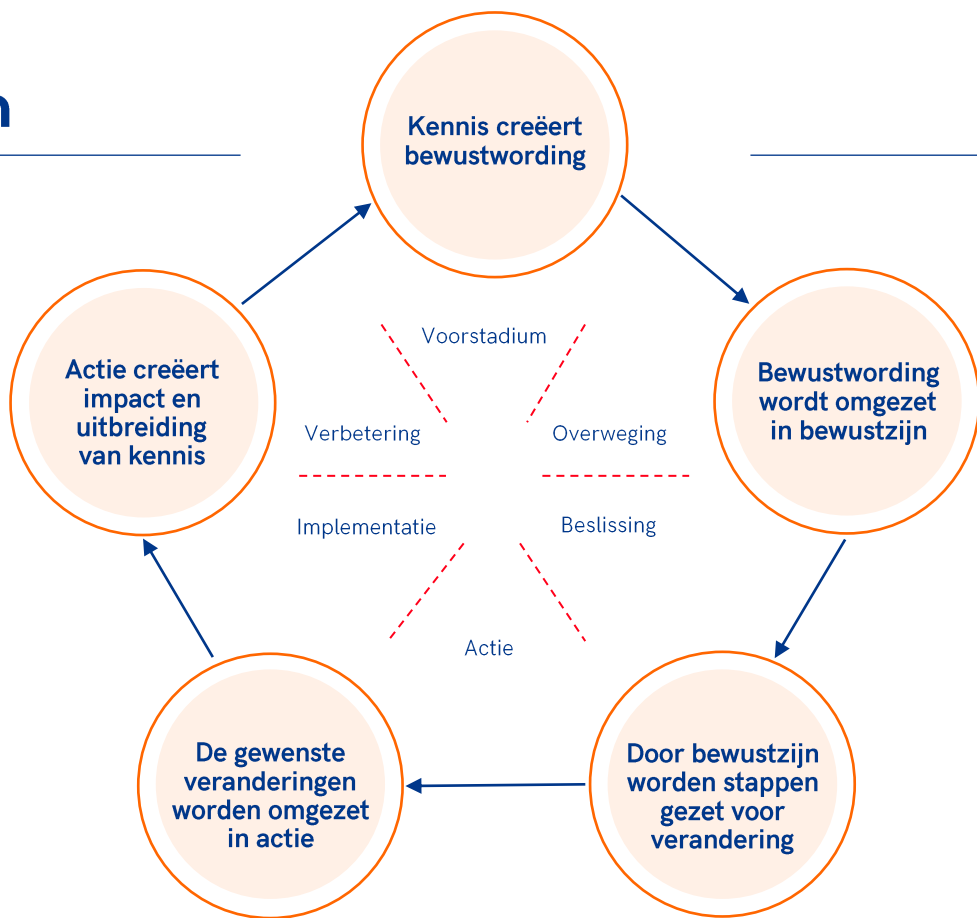 n
Kennis creëert
bewustwording
Bewustwording
wordt omgezet
in bewustzijn
Door bewustzijn
worden stappen
gezet voor
verandering
De gewenste
veranderingen
worden omgezet
in actie
Actie creëert
impact en
uitbreiding
van kennis
Voorstadium
Overweging
Beslissing
Actie
Implementatie
Verbetering